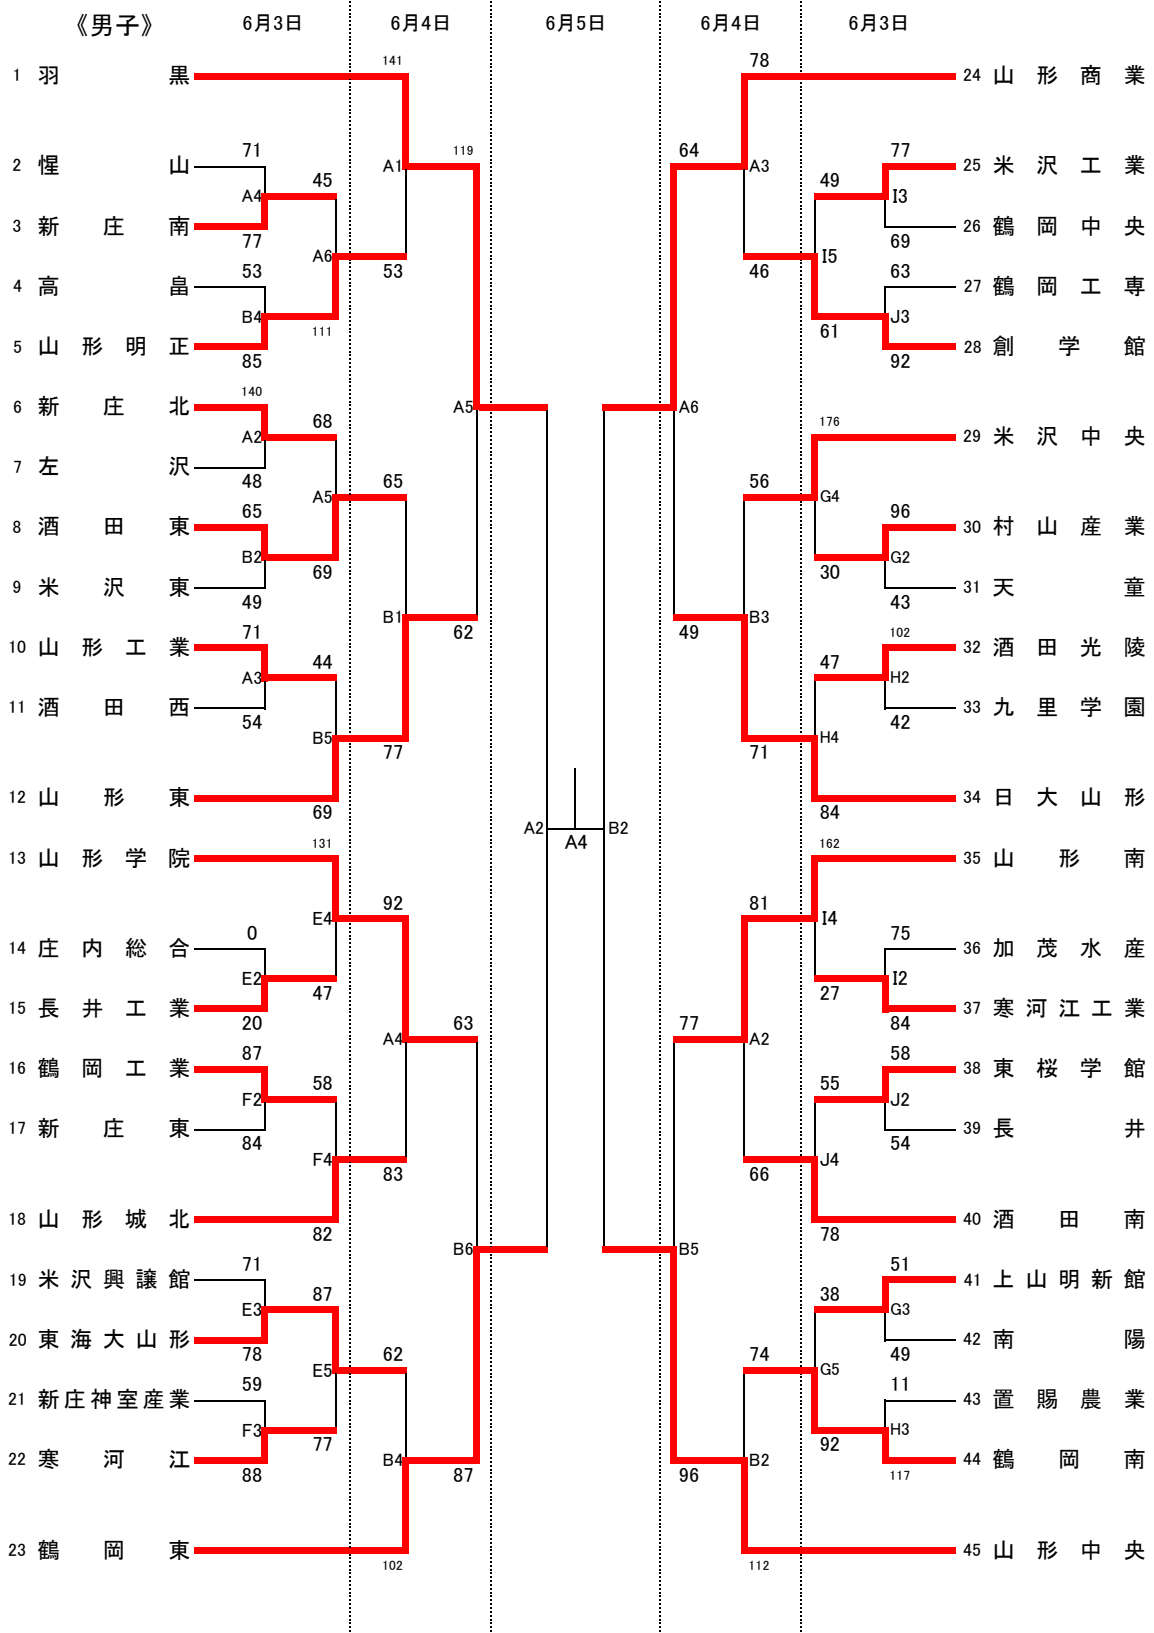 《男子》 6月3日 6月4日 6月5日 6月4日 6月3日
1 羽黒 141 78 24 山形商業
2 惺山 71 A1 119 64 A3 77 25 米沢工業
A4 45 49 I3
3 新庄南 77 69 26 鶴岡中央
A6 53 46 I5
4 高畠 53 63 27 鶴岡工専
B4 111 61 J3
5 山形明正 85 92 28 創学館
6 新庄北 140 A5 A6
A2 68 176 29 米沢中央
7 左沢 48
A5 65 56 G4
8 酒田東 65 96 30 村山産業
B2 69 30 G2
9 米沢東 49 43 31 天童
B1 62 49 B3
10 山形工業 71 102 32 酒田光陵
A3 44 47 H2
11 酒田西 54 42 33 九里学園
B5 77 71 H4
12 山形東 69 84 34 日大山形
A2 A4 B2
13 山形学院 131 162 35 山形南
E4 92 81 I4
14 庄内総合 0 75 36 加茂水産
E2 47 27 I2
15 長井工業 20 84 37 寒河江工業
A4 63 77 A2
16 鶴岡工業 87 58 38 東桜学館
F2 58 55 J2
17 新庄東 84 54 39 長井
F4 83 66 J4
18 山形城北 82 78 40 酒田南
B6 B5
19 米沢興譲館 71 51 41 上山明新館
E3 87 38 G3
20 東海大山形 78 49 42 南陽
E5 62 74 G5
21 新庄神室産業 59 11 43 置賜農業
F3 77 92 H3
22 寒河江 88 B4 87 96 B2 117 44 鶴岡南
23 鶴岡東 102 112 45 山形中央